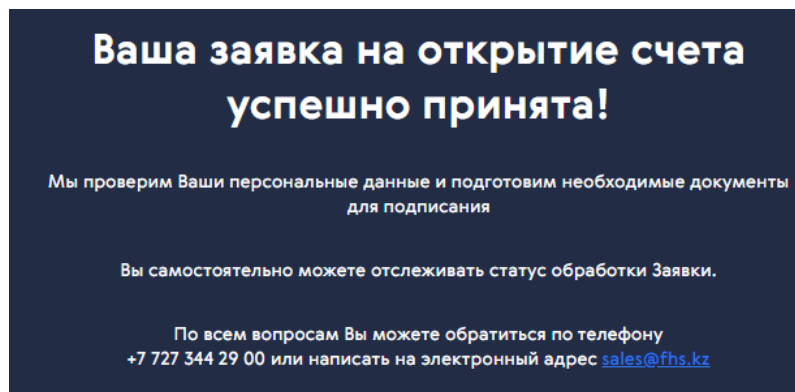 Ваша заявка на открытие счета
успешно принята!
Мы проверим Ваши персональные данные и подготовим необходимые документы
для подписания
Вы самостоятельно можете отслеживать статус обработки Заявки.
По всем вопросам Вы можете обратиться по телефону
+7 727 344 29 00 или написать на электронный адрес sales@fhs.kz